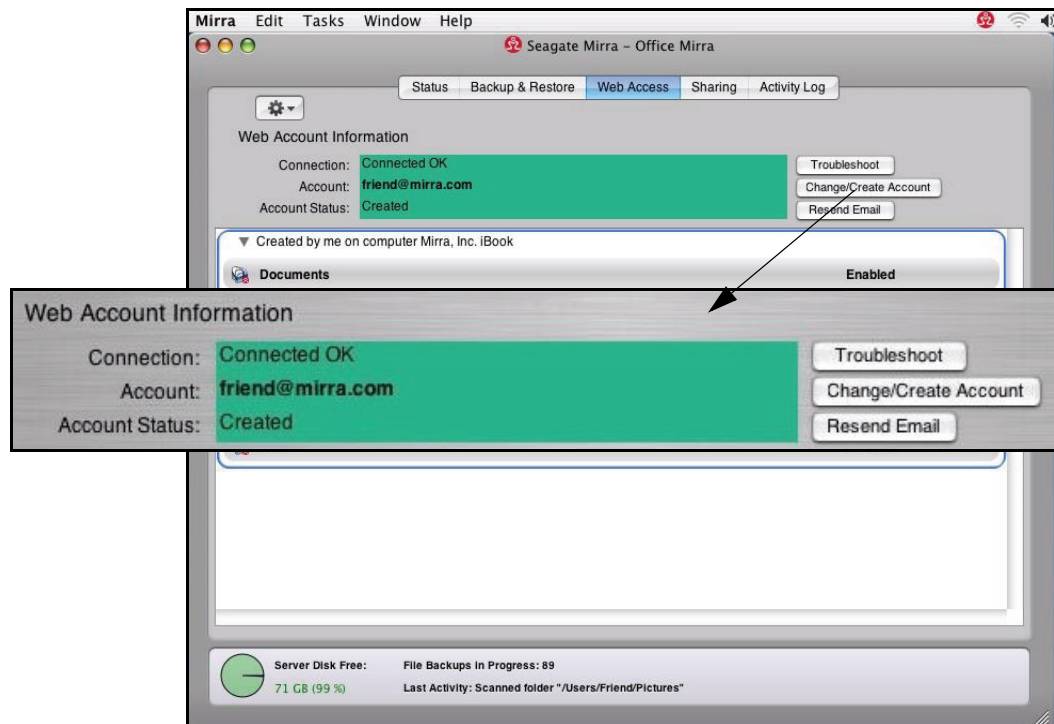 Mirra Edit Tasks Window Help
Seagate Mirra – Office Mirra
Status Backup & Restore Web Access Sharing Activity Log
Web Account Information
Connection: Connected OK Troubleshoot
Account: friend@mirra.com Change/Create Account
Account Status: Created Resend Email
Created by me on computer Mirra, Inc. iBook
Documents Enabled
Web Account Information
Connection: Connected OK Troubleshoot
Account: friend@mirra.com Change/Create Account
Account Status: Created Resend Email
Server Disk Free: File Backups in Progress: 89
71 GB (99 %) Last Activity: Scanned folder "/Users/Friend/Pictures"